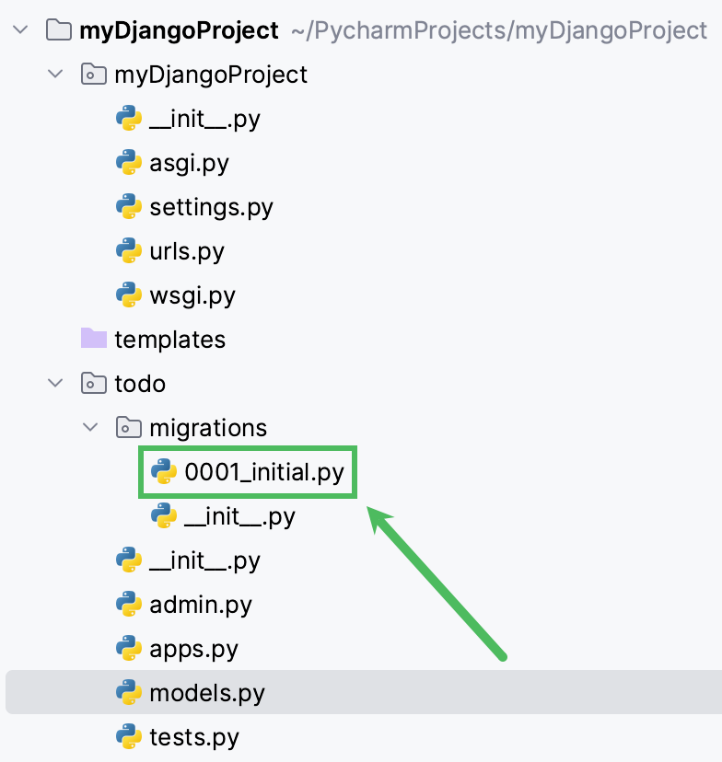 myDjangoProject ~/PycharmProjects/myDjangoProject
myDjangoProject
__init__.py
asgi.py
settings.py
urls.py
wsgi.py
templates
todo
migrations
0001_initial.py
__init__.py
__init__.py
admin.py
apps.py
models.py
tests.py